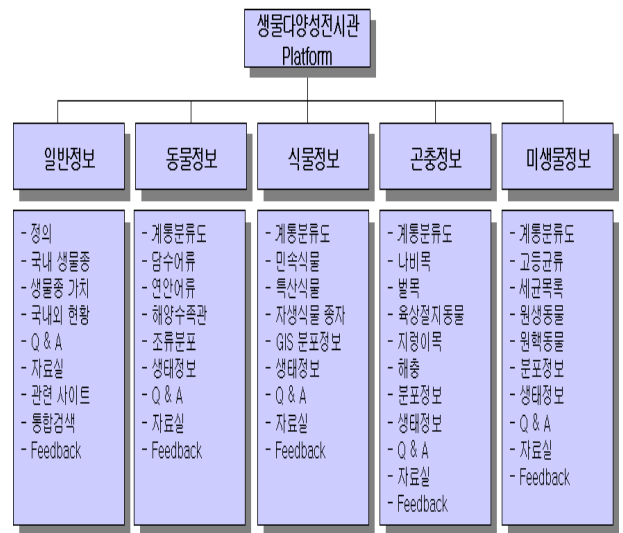 생물다양성전시관
Platform
일반정보
동물정보
식물정보
곤충정보
미생물정보
- 정의
- 국내 생물종
- 생물종 가치
- 국내외 현황
- Q & A
- 자료실
- 관련 사이트
- 통합검색
- Feedback
- 계통분류도
- 담수어류
- 연안어류
- 해양수족관
- 조류분포
- 생태정보
- Q & A
- 자료실
- Feedback
- 계통분류도
- 민속식물
- 특산식물
- 자생식물 종자
- GIS 분포정보
- 생태정보
- Q & A
- 자료실
- Feedback
- 계통분류도
- 나비목
- 벌목
- 육상절지동물
- 지렁이목
- 해충
- 분포정보
- 생태정보
- Q & A
- 자료실
- Feedback
- 계통분류도
- 고등균류
- 세균목록
- 원생동물
- 원핵동물
- 분포정보
- 생태정보
- Q & A
- 자료실
- Feedback